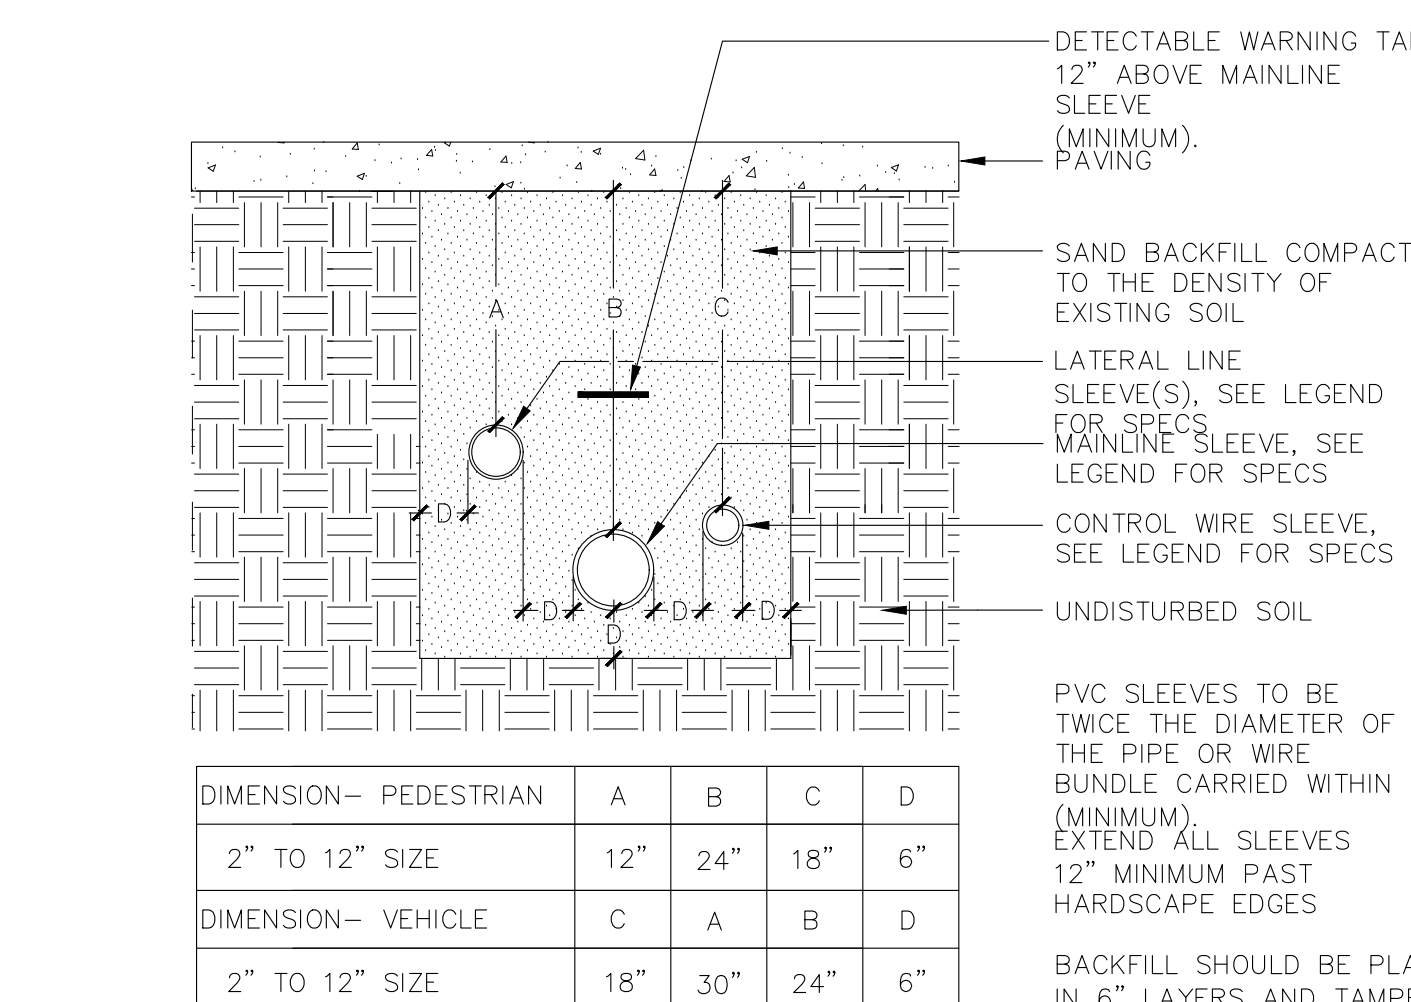 DETECTABLE WARNING
12” ABOVE MAINLINE
SLEEVE
(MINIMUM).
PAVING
SAND BACKFILL COMPACT
TO THE DENSITY OF
EXISTING SOIL
A
B
C
LATERAL LINE
SLEEVE(S), SEE LEGEND
FOR SPECS
MAINLINE SLEEVE, SEE
LEGEND FOR SPECS
D
CONTROL WIRE SLEEVE,
SEE LEGEND FOR SPECS
D
D
D
D
UNDISTURBED SOIL
PVC SLEEVES TO BE
TWICE THE DIAMETER OF
THE PIPE OR WIRE
BUNDLE CARRIED WITHIN
(MINIMUM).
EXTEND ALL SLEEVES
12” MINIMUM PAST
HARDSCAPE EDGES
BACKFILL SHOULD BE
IN 6” LAYERS AND
DIMENSION– PEDESTRIAN A B C D
2” TO 12” SIZE 12” 24” 18” 6”
DIMENSION– VEHICLE C A B D
2” TO 12” SIZE 18” 30” 24” 6”